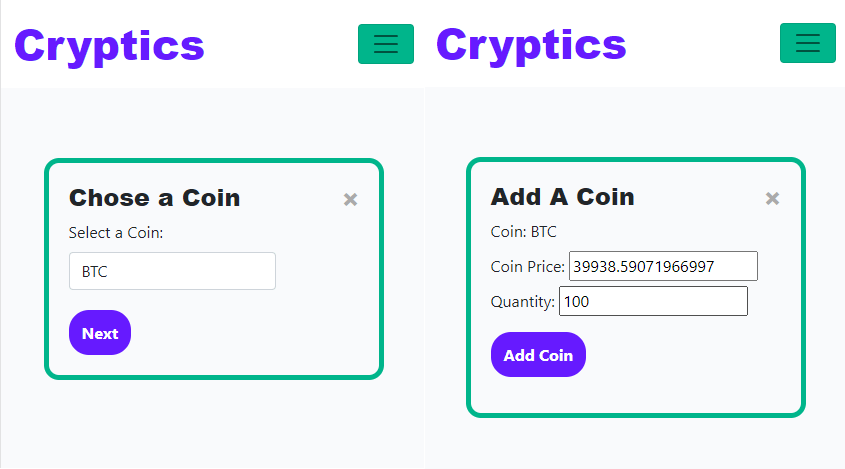 Cryptics
Chose a Coin
×
Select a Coin:
BTC
Next
Cryptics
Add A Coin
×
Coin: BTC
Coin Price: 39938.59071966997
Quantity: 100
Add Coin